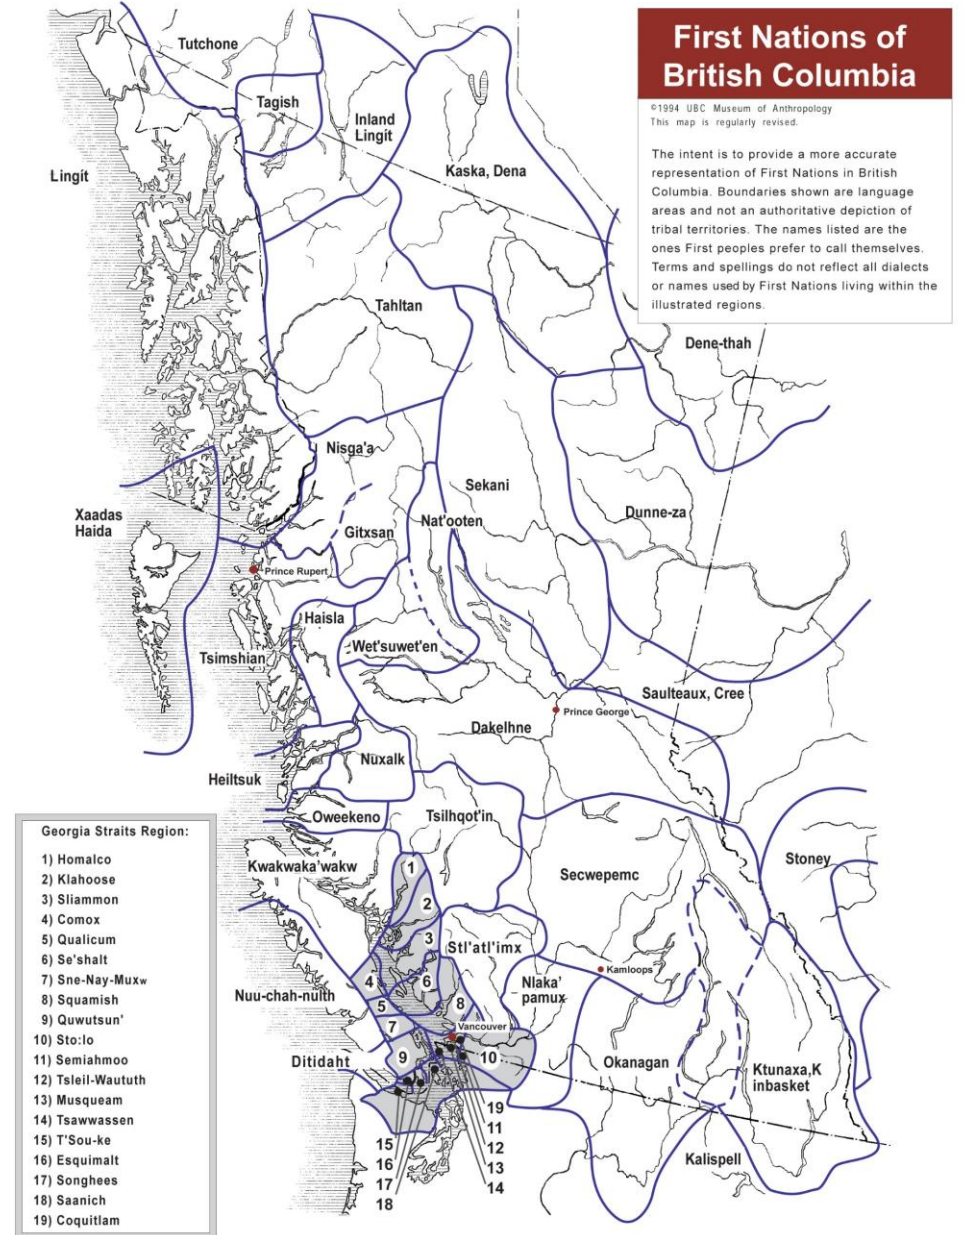 First Nations of
British Columbia
©1994 UBC Museum of Anthropology
This map is regularly revised.
The intent is to provide a more accurate
representation of First Nations in British
Columbia. Boundaries shown are language
areas and not an authoritative depiction of
tribal territories. The names listed are the
ones First peoples prefer to call themselves.
Terms and spellings do not reflect all dialects
or names used by First Nations living within the
illustrated regions.
Tutchone
Tagish
Inland
Lingít
Lingít
Kaska, Dena
Tahltan
Dene-thah
Nisga'a
Sekani
Xaadas
Haida
Nat'ooten
Dunne-za
Gitxsan
Prince Rupert
Haisla
Wet'suwet'en
Tsimshian
Saulteaux, Cree
Prince George
Dakelhne
Nuxalk
Heiltsuk
Oweekeno
Tsilhqot'in
Kwakwaka'wakw
Stoney
Secwepemc
1
2
3
Stl'atl'imx
Kamloops
4
6
Nlaka'
pamux
Nuu-chah-nulth
5
8
7
Vancouver
Ditidaht
9
10
Okanagan
Ktunaxa,K
inbasket
19
11
12
13
14
15
16
17
18
Kalispell
Georgia Straits Region:
1) Homalco
2) Klahoose
3) Sliammon
4) Comox
5) Qualicum
6) Se'shalt
7) Sne-Nay-Muxw
8) Squamish
9) Quwutsun'
10) Sto:lo
11) Semiahmoo
12) Tsleil-Waututh
13) Musqueam
14) Tsawwassen
15) T'Sou-ke
16) Esquimalt
17) Songhees
18) Saanich
19) Coquitlam